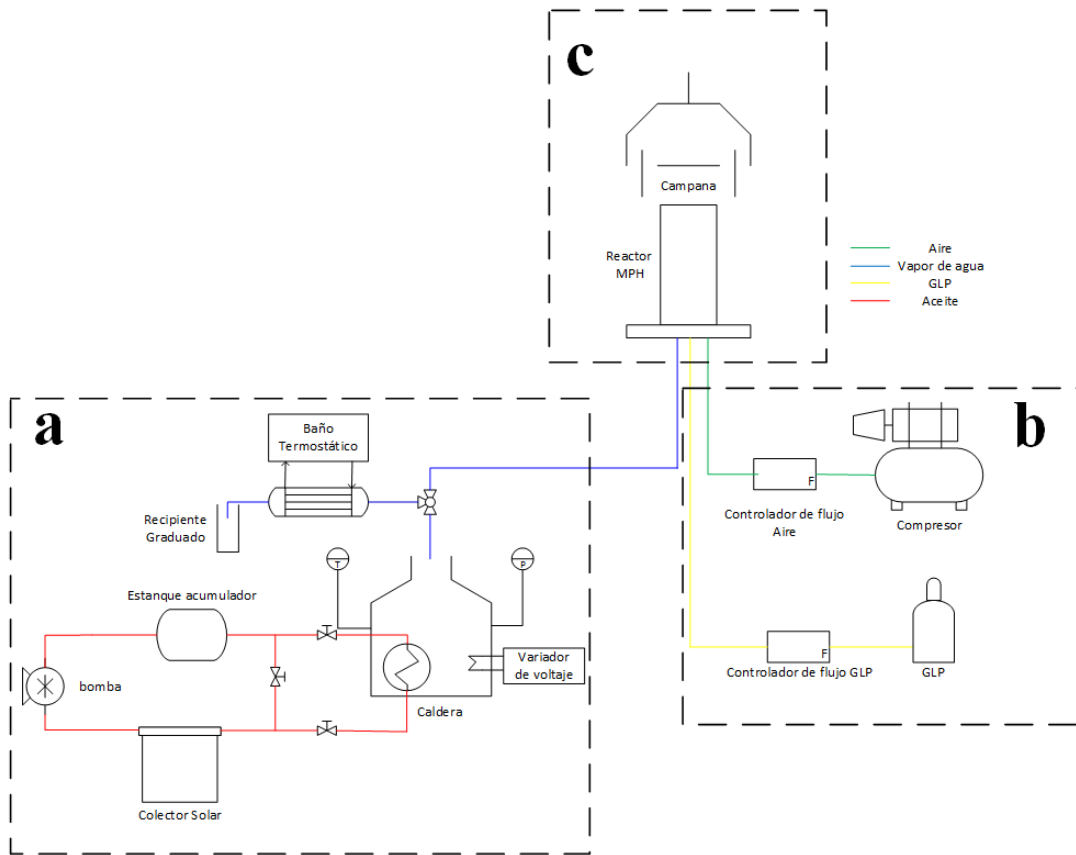 c
Campana
Reactor
MPH
Aire
Vapor de agua
GLP
Aceite
a
Baño
Termostático
Recipiente
Graduado
T
P
Estanque acumulador
bomba
Variador
de voltaje
Caldera
Colector Solar
b
F
Controlador de flujo
Aire
Compresor
F
Controlador de flujo GLP
GLP